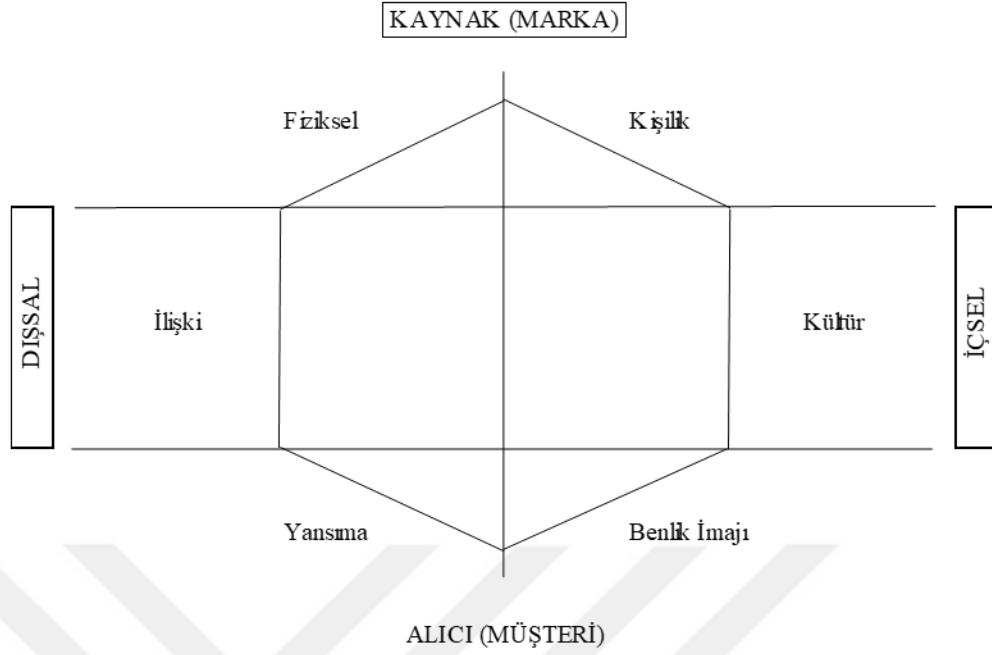 KAYNAK (MARKA)
Fiziksel
Kişilik
DIŞSAL
İlişki
Kültür
İÇSEL
Yansıma
Benlik İmajı
ALICI (MÜŞTERİ)